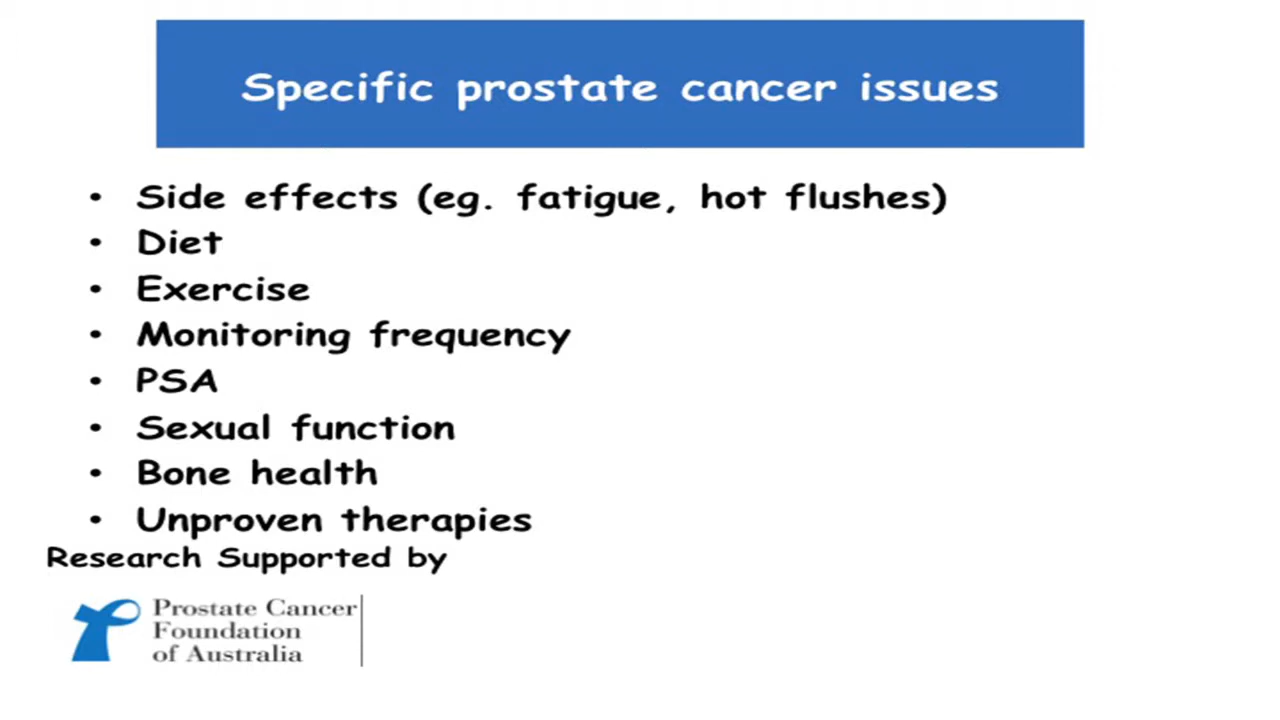 Specific prostate cancer issues
• Side effects (eg. fatigue, hot flushes)
• Diet
• Exercise
• Monitoring frequency
• PSA
• Sexual function
• Bone health
• Unproven therapies
Research Supported by
Prostate Cancer
Foundation
of Australia